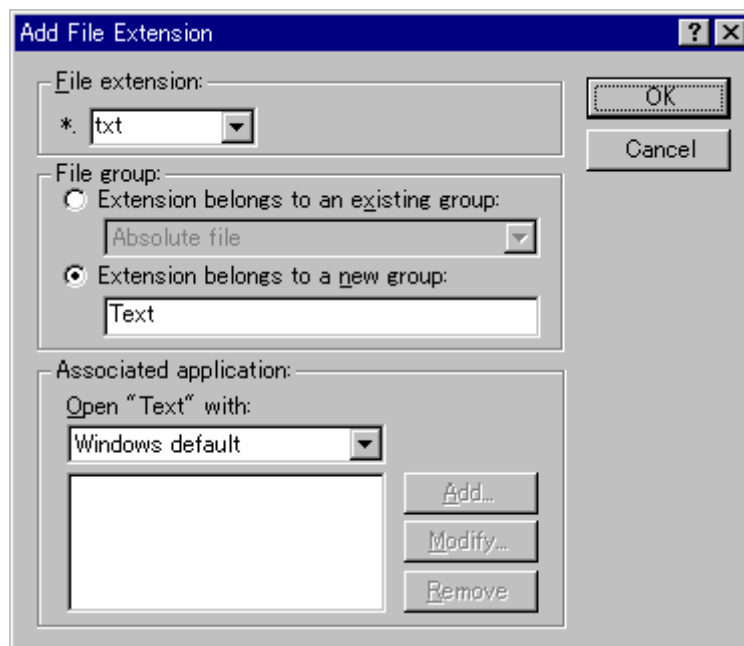 Add File Extension
File extension:
*. txt
OK
Cancel
File group:
Extension belongs to an existing group:
Absolute file
Extension belongs to a new group:
Text
Associated application:
Open "Text" with:
Windows default
Add...
Modify...
Remove